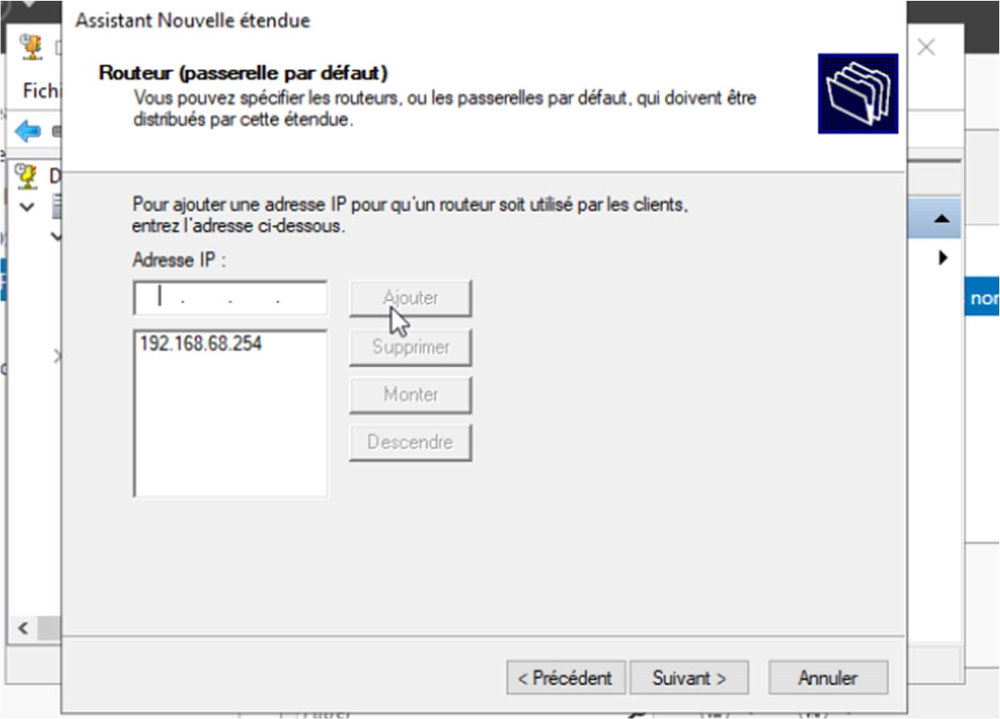 Assistant Nouvelle étendue
Routeur (passerelle par défaut)
Fichi
Vous pouvez spécifier les routeurs, ou les passerelles par défaut, qui doivent être
distribués par cette étendue.
D
Pour ajouter une adresse IP pour qu'un routeur soit utilisé par les clients,
entrez l'adresse ci-dessous.
Adresse IP :
. . .
Ajouter
nor
192.168.68.254
Supprimer
Monter
Descendre
< Précédent
Suivant >
Annuler